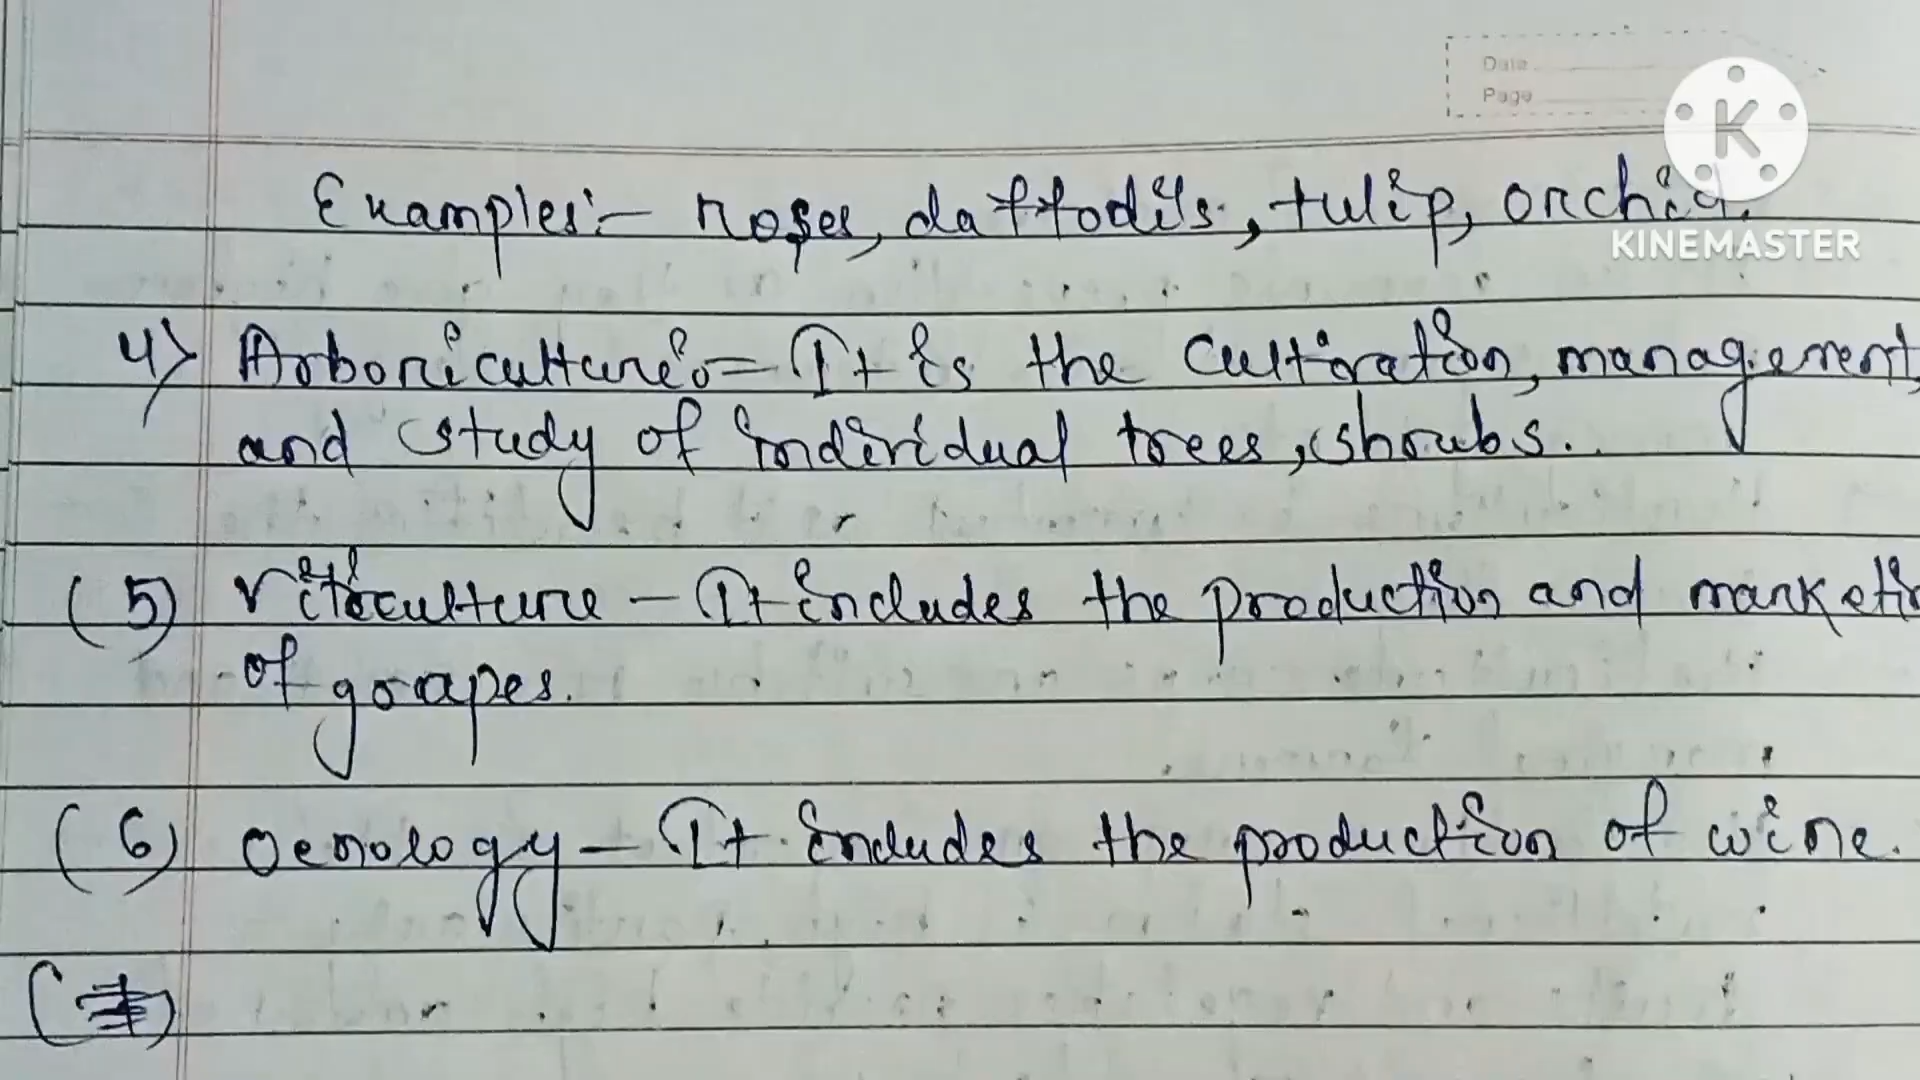 Date
Page
K
KINEMASTER
Examples:- roses, daffodils, tulip, orchid.
4) Arboriculture:- It is the cultivation, management,
and study of individual trees, shrubs.
(5) Viticulture - It includes the production and marketin
of grapes.
(6) Oenology - It includes the production of wine.